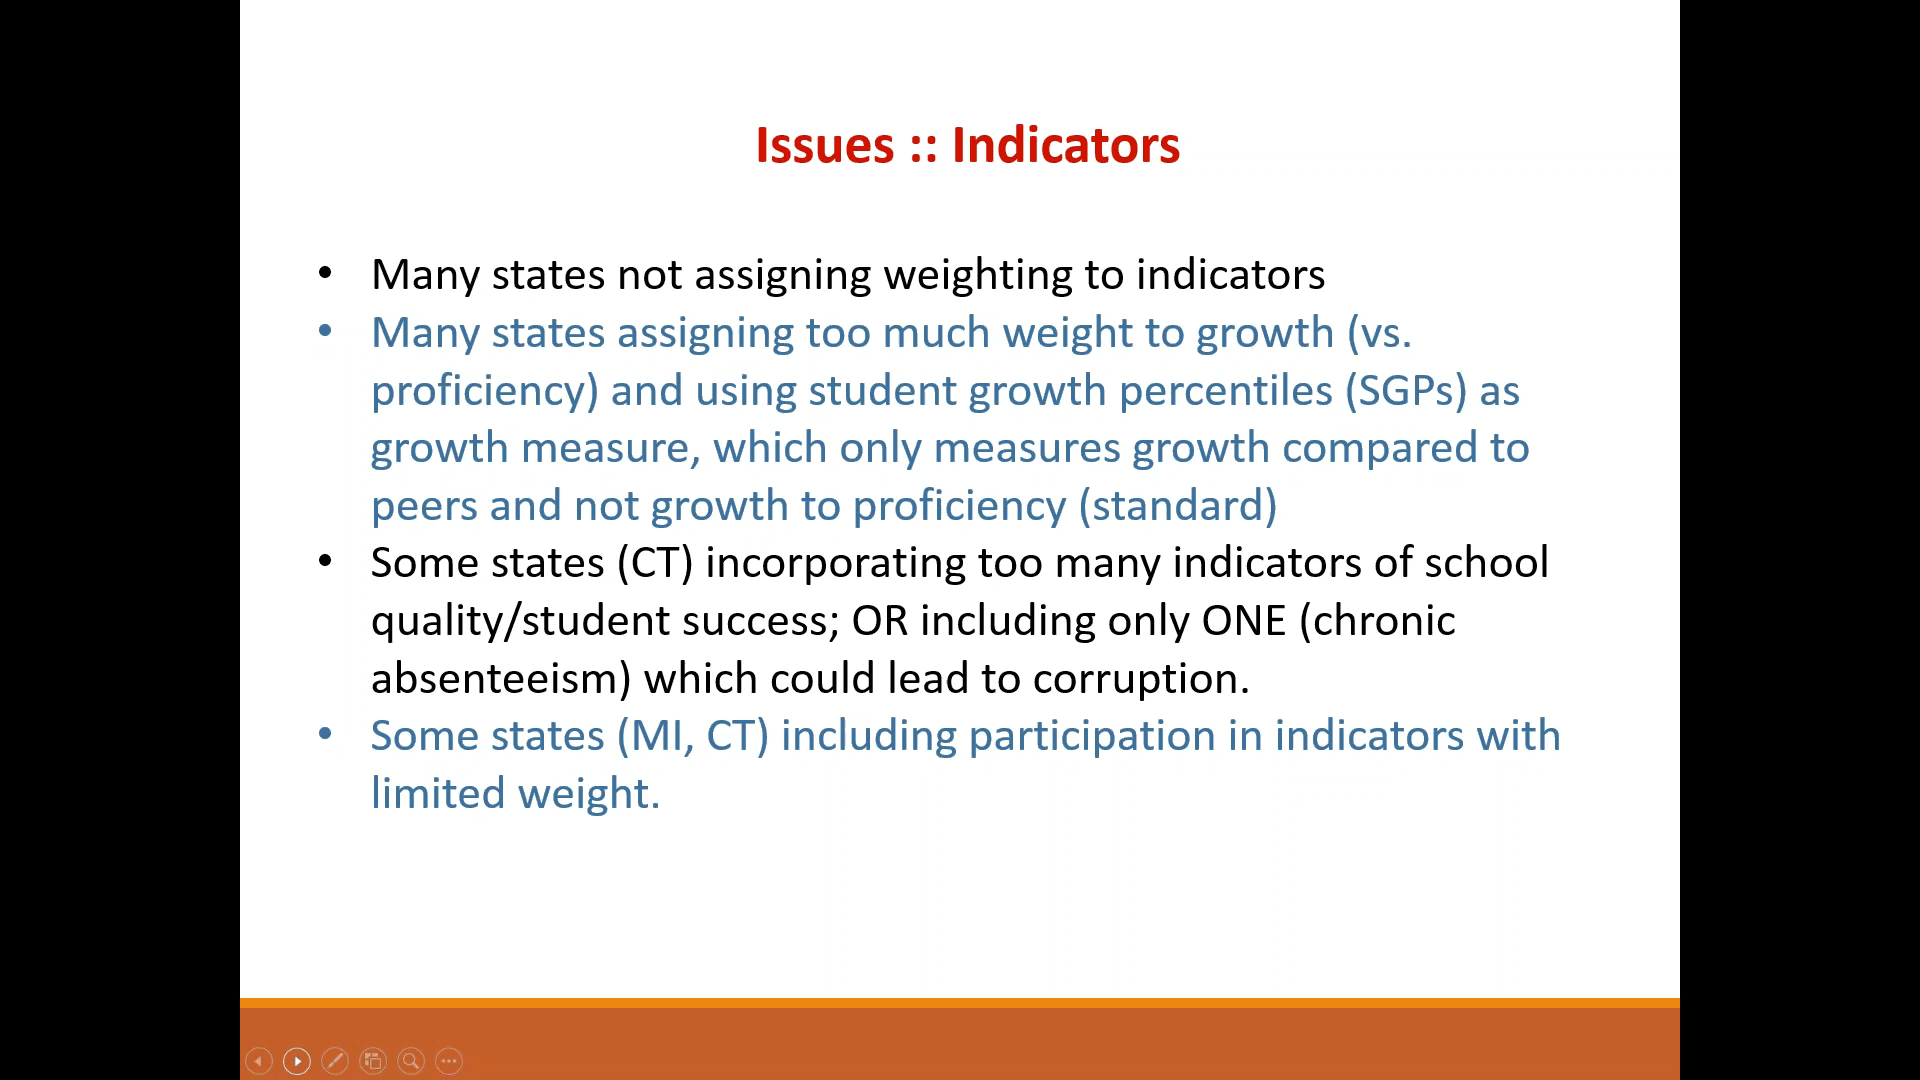 Issues :: Indicators
• Many states not assigning weighting to indicators
• Many states assigning too much weight to growth (vs.
proficiency) and using student growth percentiles (SGPs) as
growth measure, which only measures growth compared to
peers and not growth to proficiency (standard)
• Some states (CT) incorporating too many indicators of school
quality/student success; OR including only ONE (chronic
absenteeism) which could lead to corruption.
• Some states (MI, CT) including participation in indicators with
limited weight.